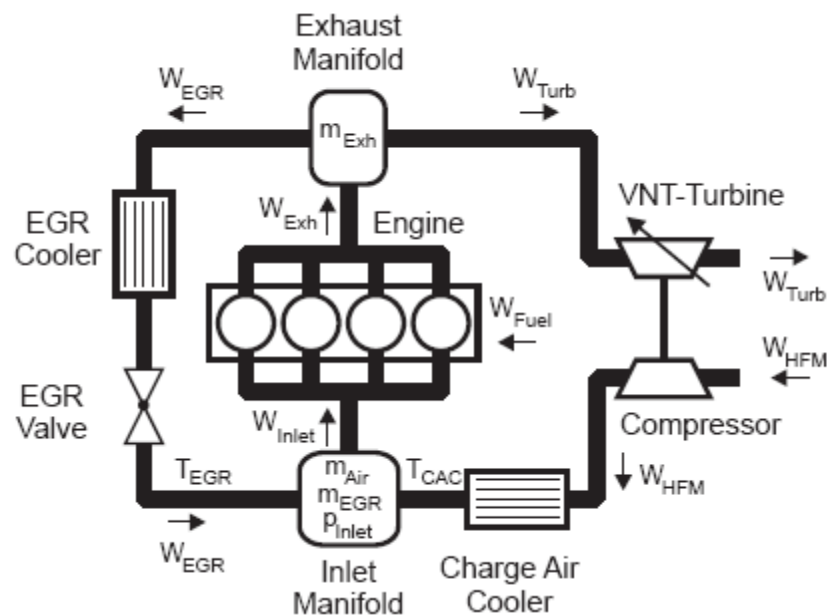 Exhaust
Manifold
W_EGR
W_Turb
m_Exh
VNT-Turbine
EGR
Cooler
W_Exh
Engine
W_Turb
W_Fuel
W_HFM
EGR
Valve
W_Inlet
Compressor
T_EGR
m_Air
m_EGR
p_Inlet
T_CAC
W_HFM
W_EGR
Inlet
Manifold
Charge Air
Cooler